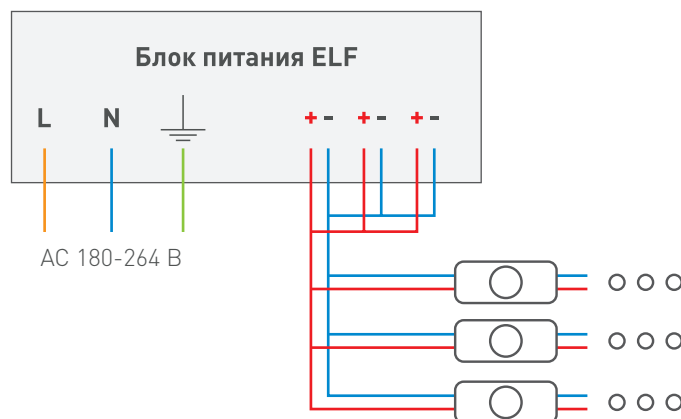 Блок питания ELF
L N + - + - + -
AC 180-264 В